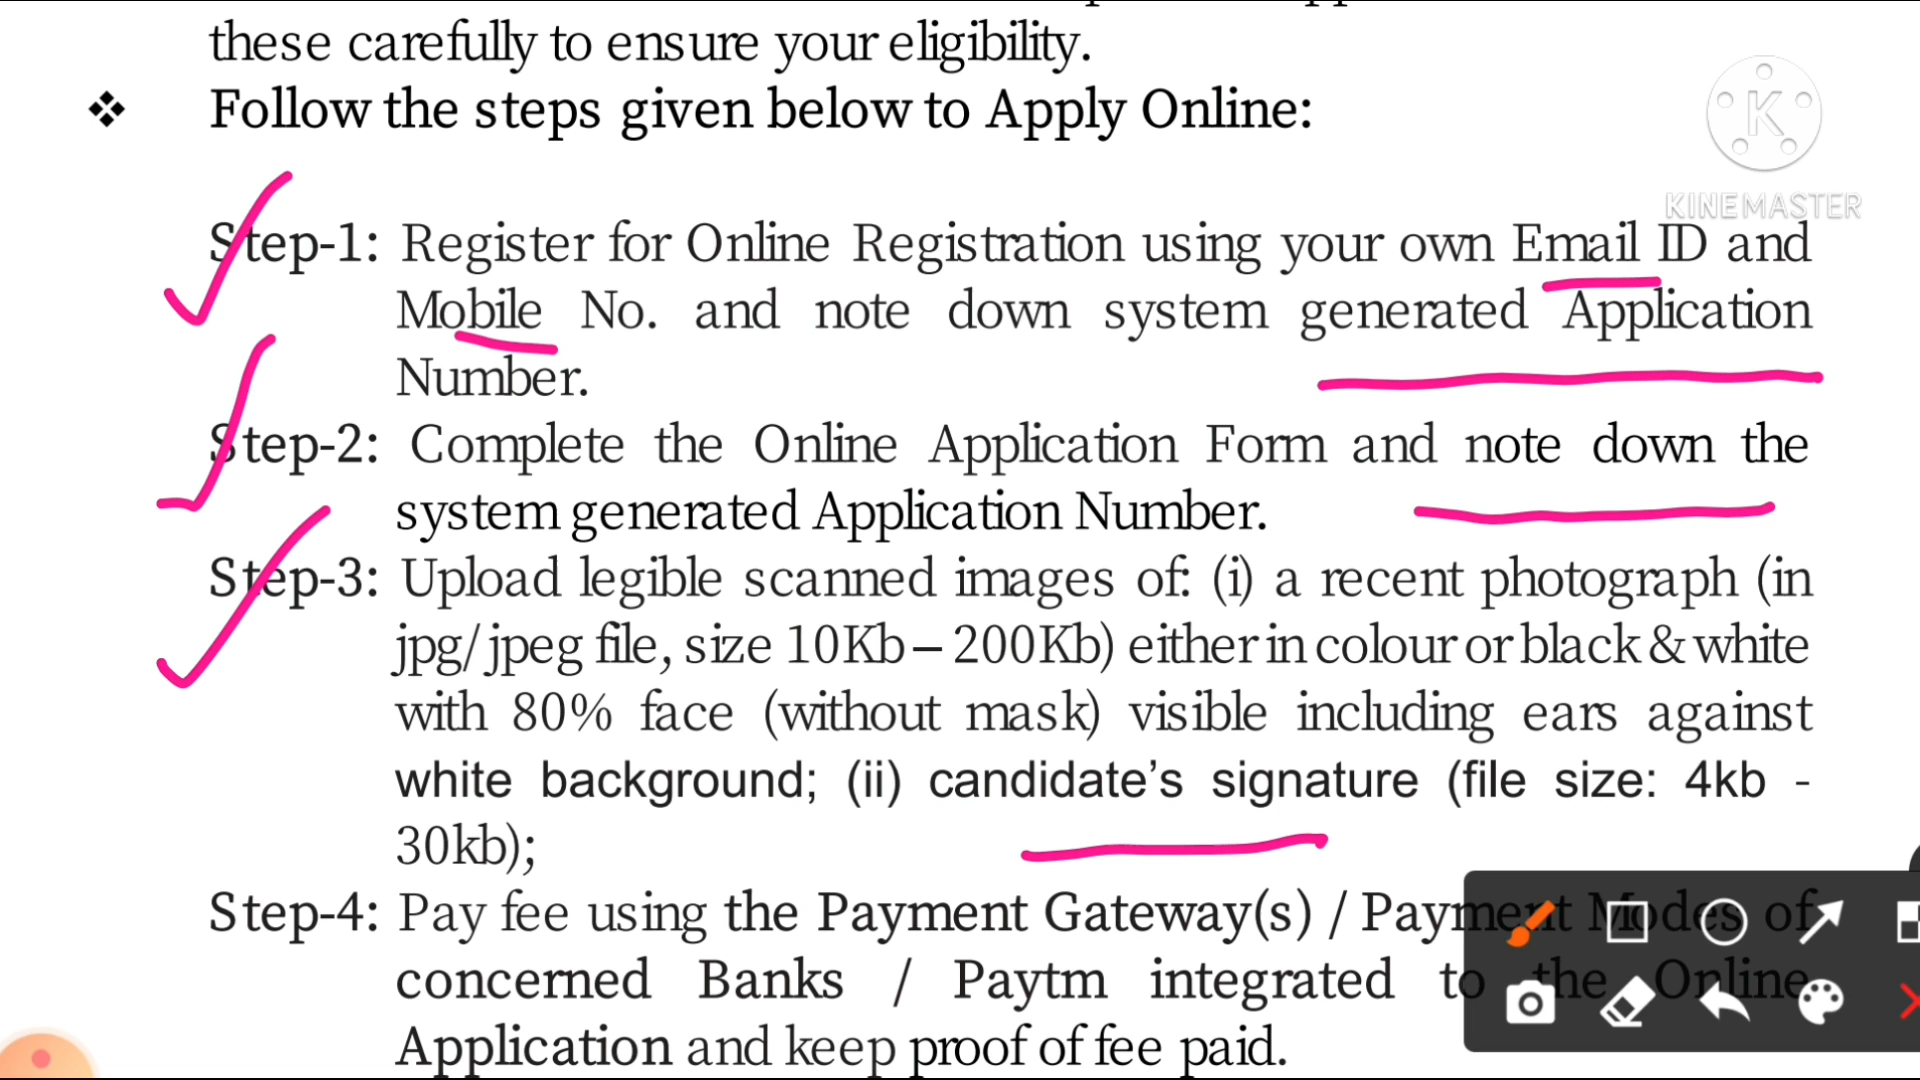 these carefully to ensure your eligibility.
❖ Follow the steps given below to Apply Online:
K
KINEMASTER
Step-1: Register for Online Registration using your own Email ID and
Mobile No. and note down system generated Application
Number.
Step-2: Complete the Online Application Form and note down the
system generated Application Number.
Step-3: Upload legible scanned images of: (i) a recent photograph (in
jpg/jpeg file, size 10Kb – 200Kb) either in colour or black & white
with 80% face (without mask) visible including ears against
white background; (ii) candidate’s signature (file size: 4kb -
30kb);
Step-4: Pay fee using the Payment Gateway(s) / Payment Modes of
concerned Banks / Paytm integrated to the Online
Application and keep proof of fee paid.